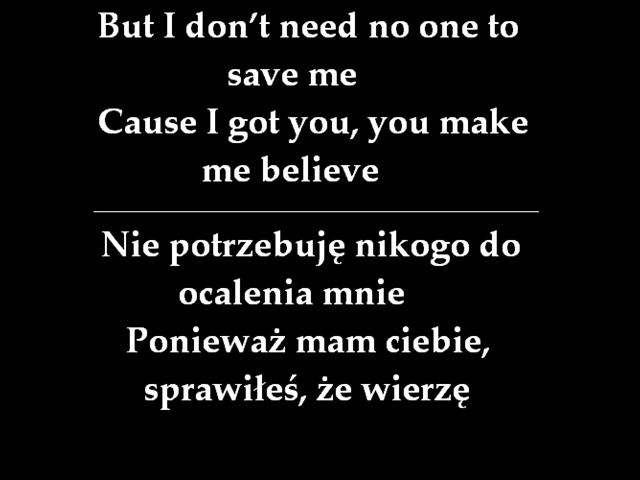 But I don’t need no one to
save me
Cause I got you, you make
me believe
Nie potrzebuję nikogo do
ocalenia mnie
Ponieważ mam ciebie,
sprawiłeś, że wierzę